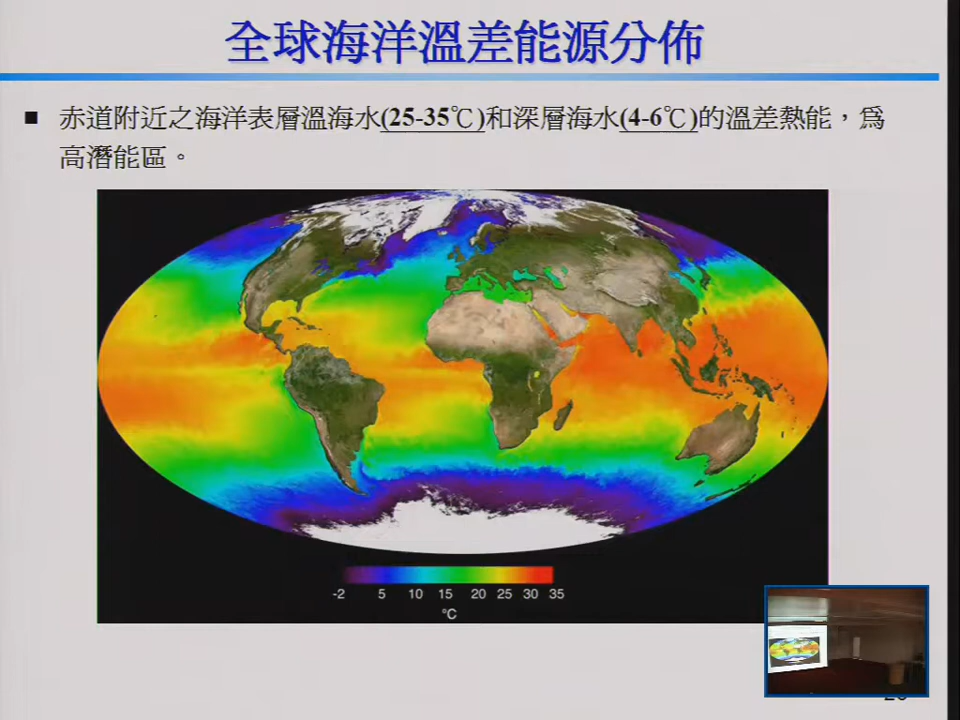 全球海洋溫差能源分佈
■ 赤道附近之海洋表層溫海水(25-35℃)和深層海水(4-6℃)的溫差熱能，為
高潛能區。
-2 5 10 15 20 25 30 35
°C